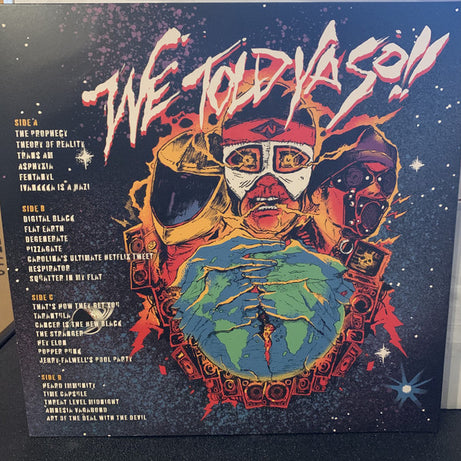 WE TOLD YA SO!!
SIDE A
THE PROPHECY
THEORY OF REALITY
TRANS AM
ASPHYXIA
FENTANYL
IVANKKKA IS A NAZI
SIDE B
DIGITAL BLACK
FLAT EARTH
DEGENERATE
PIZZAGATE
CAROLINA'S ULTIMATE NETFLIX TWEET
RESPIRATOR
SQUATTER IN MY FLAT
SIDE C
THAT'S HOW THEY GET YOU
TARANTULA
CANCER IS THE NEW BLACK
THE STRANGER
HEY ELON
POPPER PUNK
JERRY FALWELL'S POOL PARTY
SIDE D
HEARD IMMUNITY
TIME CAPSULE
THREAT LEVEL MIDNIGHT
AMNESIA VAGABOND
ART OF THE DEAL WITH THE DEVIL